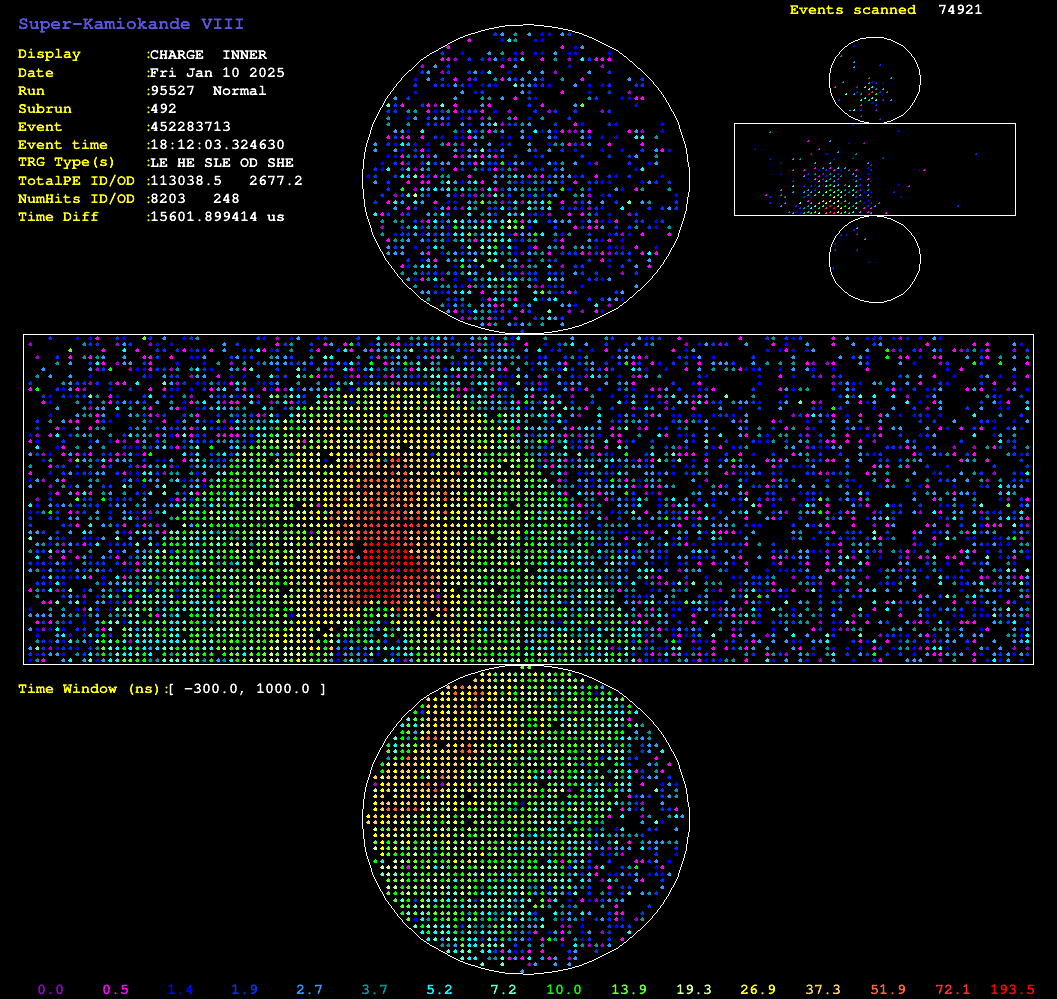 Events scanned 74921
Super-Kamiokande VIII
Display :CHARGE INNER
Date :Fri Jan 10 2025
Run :95527 Normal
Subrun :492
Event :452283713
Event time :18:12:03.324630
TRG Type(s) :LE HE SLE OD SHE
TotalPE ID/OD :113038.5 2677.2
NumHits ID/OD :8203 248
Time Diff :15601.899414 us
Time Window (ns):[ -300.0, 1000.0 ]
0.0 0.5 1.4 1.9 2.7 3.7 5.2 7.2 10.0 13.9 19.3 26.9 37.3 51.9 72.1 193.5